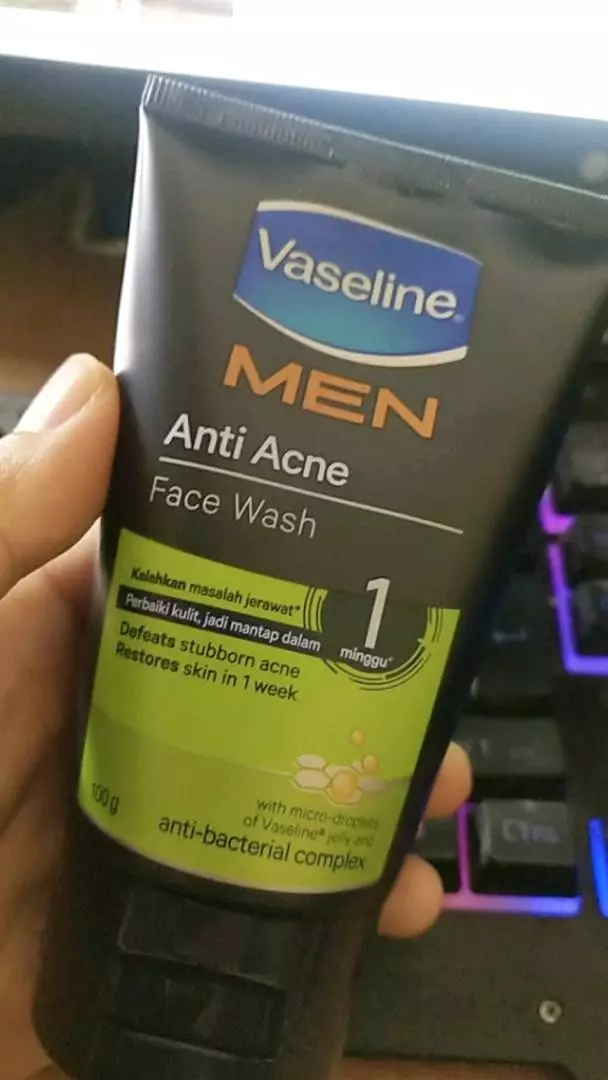 Vaseline®
MEN
Anti Acne
Face Wash
Kalahkan masalah jerawat*
Perbaiki kulit, jadi mantap dalam
1
minggu*
Defeats stubborn acne
Restores skin in 1 week
100g
with micro-droplets
of Vaseline® jelly and
anti-bacterial complex
CTRL